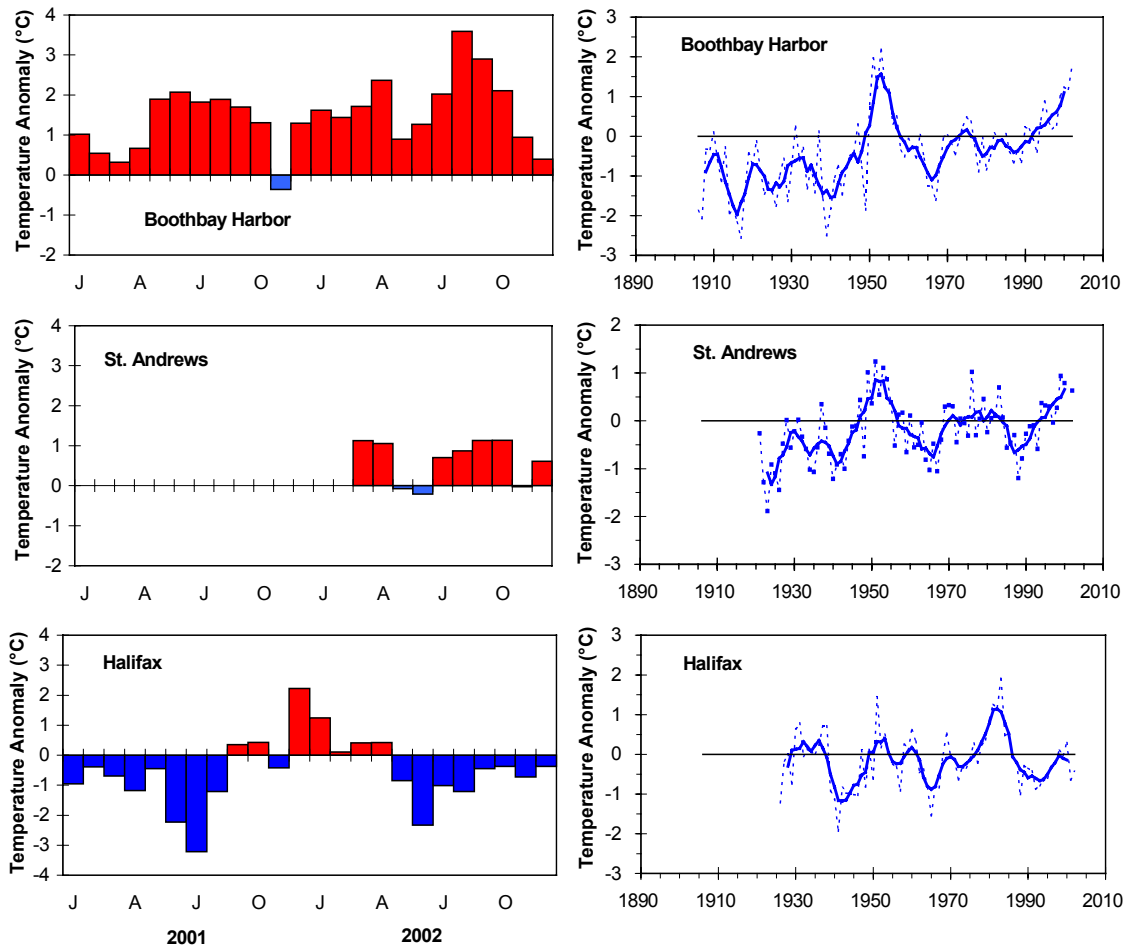 Temperature Anomaly (°C)
4
3
2
1
0
-1
-2
Boothbay Harbor
J A J O J A J O
Temperature Anomaly (°C)
3
2
1
0
-1
-2
-3
Boothbay Harbor
1890 1910 1930 1950 1970 1990 2010
Temperature Anomaly (°C)
4
3
2
1
0
-1
-2
St. Andrews
J A J O J A J O
Temperature Anomaly (°C)
2
1
0
-1
-2
-3
St. Andrews
1890 1910 1930 1950 1970 1990 2010
Temperature Anomaly (°C)
4
3
2
1
0
-1
-2
-3
-4
Halifax
J A J O J A J O
2001 2002
Temperature Anomaly (°C)
3
2
1
0
-1
-2
-3
Halifax
1890 1910 1930 1950 1970 1990 2010